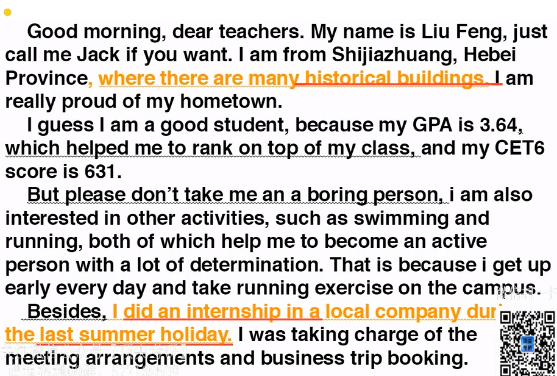 Good morning, dear teachers. My name is Liu Feng, just
call me Jack if you want. I am from Shijiazhuang, Hebei
Province, where there are many historical buildings. I am
really proud of my hometown.
I guess I am a good student, because my GPA is 3.64,
which helped me to rank on top of my class, and my CET6
score is 631.
But please don't take me an a boring person, i am also
interested in other activities, such as swimming and
running, both of which help me to become an active
person with a lot of determination. That is because i get up
early every day and take running exercise on the campus.
Besides, I did an internship in a local company
the last summer holiday. I was taking charge of the
meeting arrangements and business trip booking.